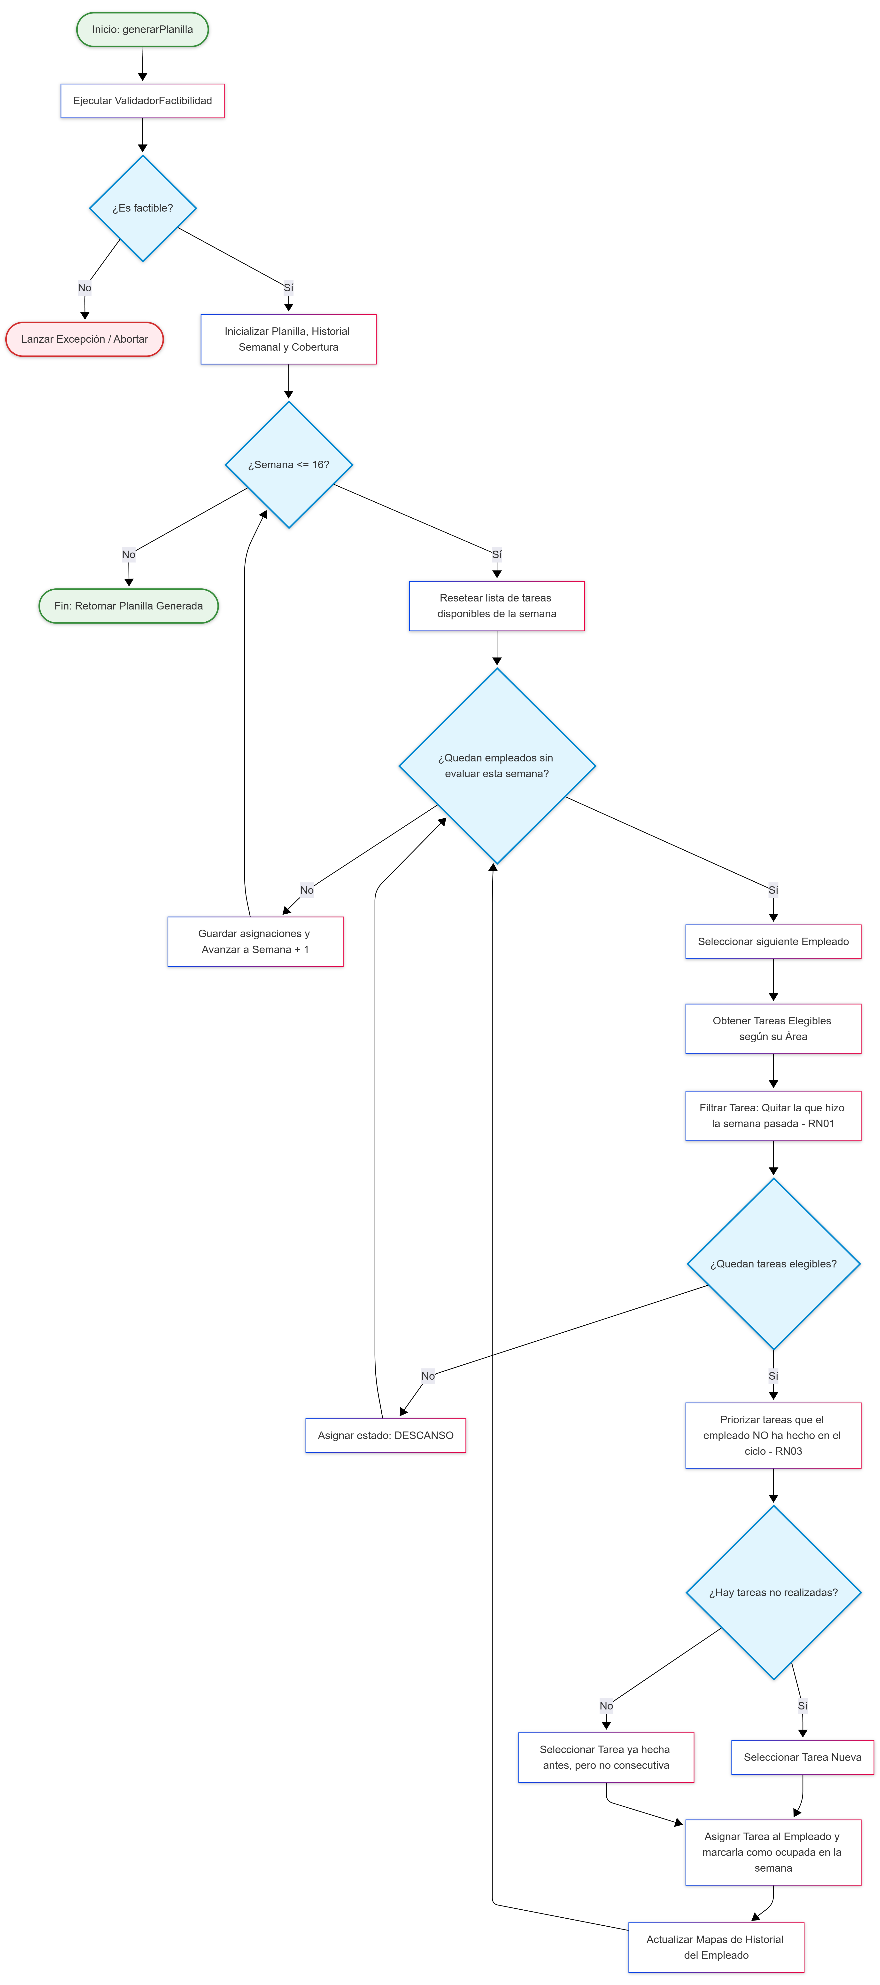 Inicio: generarPlanilla
Ejecutar ValidadorFactibilidad
¿Es factible?
No
Sí
Lanzar Excepción / Abortar
Inicializar Planilla, Historial
Semanal y Cobertura
¿Semana <= 16?
No
Sí
Fin: Retornar Planilla Generada
Resetear lista de tareas
disponibles de la semana
¿Quedan empleados sin
evaluar esta semana?
No
Sí
Guardar asignaciones y
Avanzar a Semana + 1
Seleccionar siguiente Empleado
Obtener Tareas Elegibles
según su Área
Filtrar Tarea: Quitar la que hizo
la semana pasada - RN01
¿Quedan tareas elegibles?
No
Sí
Asignar estado: DESCANSO
Priorizar tareas que el
empleado NO ha hecho en el
ciclo - RN03
¿Hay tareas no realizadas?
No
Sí
Seleccionar Tarea ya hecha
antes, pero no consecutiva
Seleccionar Tarea Nueva
Asignar Tarea al Empleado y
marcarla como ocupada en la
semana
Actualizar Mapas de Historial
del Empleado